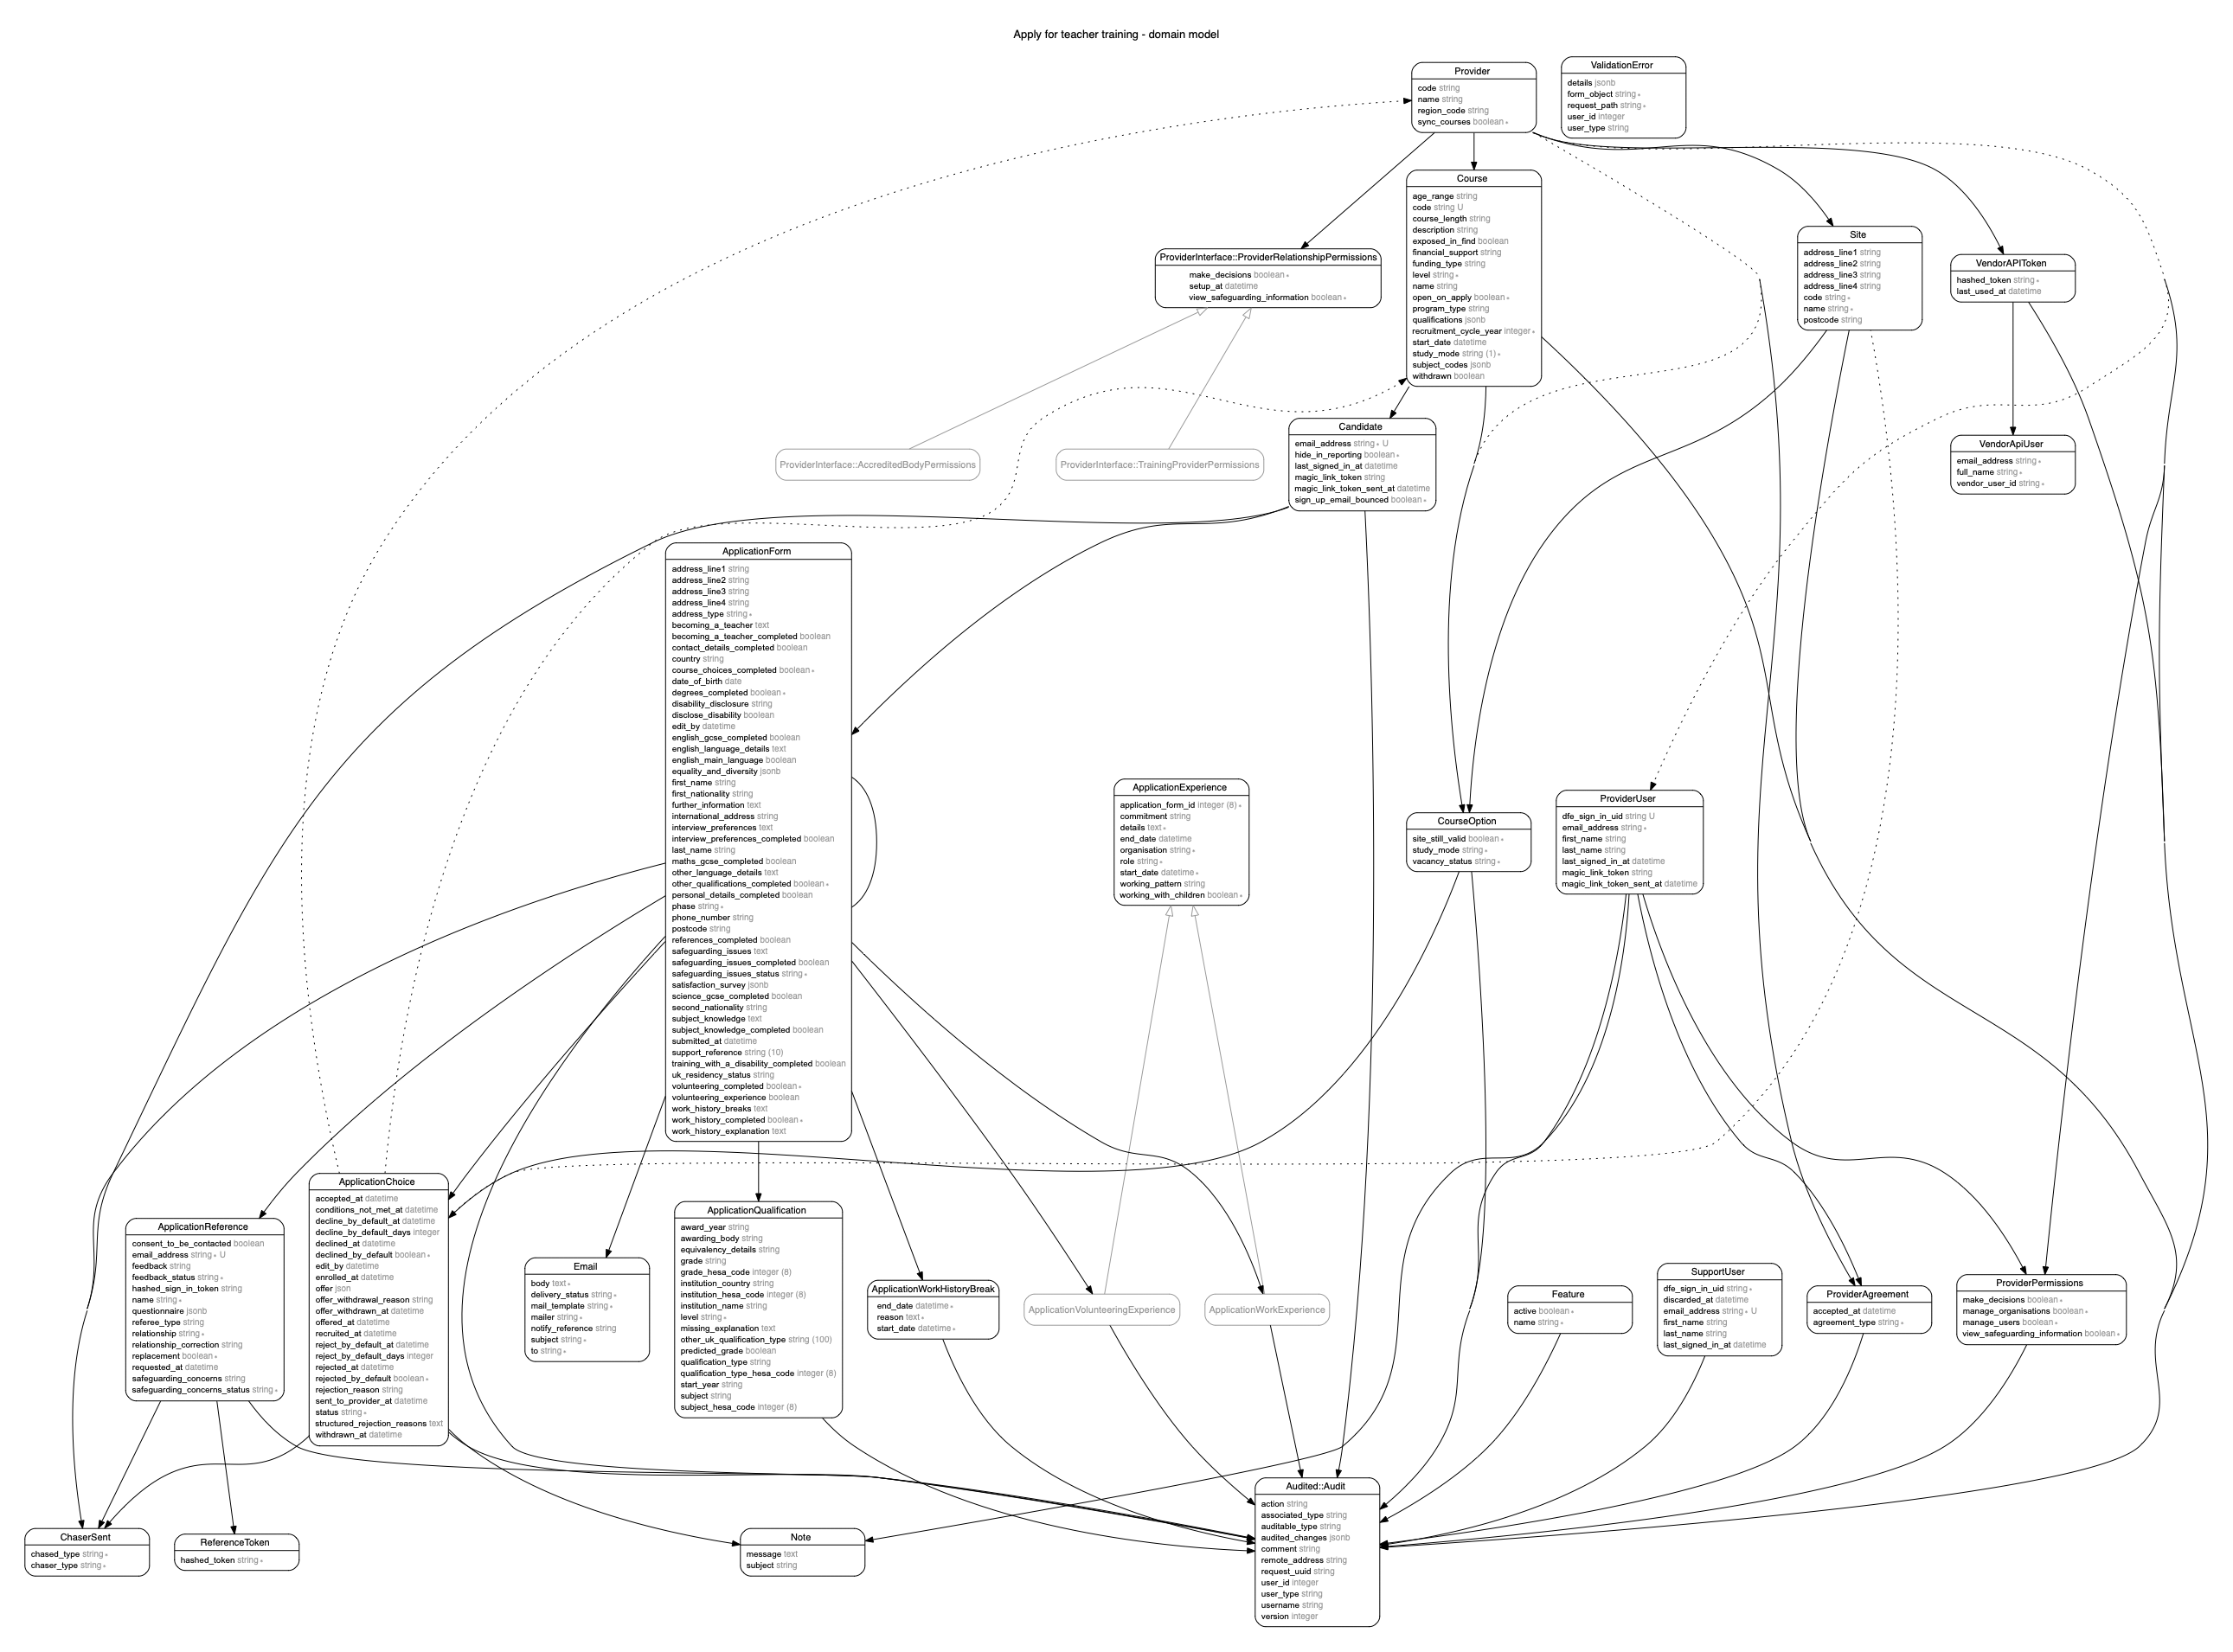 Apply for teacher training - domain model
Provider
code string
name string
region_code string
sync_courses boolean ∗
ValidationError
details jsonb
form_object string ∗
request_path string ∗
user_id integer
user_type string
Course
age_range string
code string U
course_length string
description string
exposed_in_find boolean
financial_support string
funding_type string
level string ∗
name string
open_on_apply boolean ∗
program_type string
qualifications jsonb
recruitment_cycle_year integer ∗
start_date datetime
study_mode string (1) ∗
subject_codes jsonb
withdrawn boolean
ProviderInterface::ProviderRelationshipPermissions
make_decisions boolean ∗
setup_at datetime
view_safeguarding_information boolean ∗
Site
address_line1 string
address_line2 string
address_line3 string
address_line4 string
code string ∗
name string ∗
postcode string
VendorAPIToken
hashed_token string ∗
last_used_at datetime
ProviderInterface::AccreditedBodyPermissions
ProviderInterface::TrainingProviderPermissions
Candidate
email_address string ∗ U
hide_in_reporting boolean ∗
last_signed_in_at datetime
magic_link_token string
magic_link_token_sent_at datetime
sign_up_email_bounced boolean ∗
VendorApiUser
email_address string ∗
full_name string ∗
vendor_user_id string ∗
ApplicationForm
address_line1 string
address_line2 string
address_line3 string
address_line4 string
address_type string ∗
becoming_a_teacher text
becoming_a_teacher_completed boolean
contact_details_completed boolean
country string
course_choices_completed boolean ∗
date_of_birth date
degrees_completed boolean ∗
disability_disclosure string
disclose_disability boolean
edit_by datetime
english_gcse_completed boolean
english_language_details text
english_main_language boolean
equality_and_diversity jsonb
first_name string
first_nationality string
further_information text
international_address string
interview_preferences text
interview_preferences_completed boolean
last_name string
maths_gcse_completed boolean
other_language_details text
other_qualifications_completed boolean ∗
personal_details_completed boolean
phase string ∗
phone_number string
postcode string
references_completed boolean
safeguarding_issues text
safeguarding_issues_completed boolean
safeguarding_issues_status string ∗
satisfaction_survey jsonb
science_gcse_completed boolean
second_nationality string
subject_knowledge text
subject_knowledge_completed boolean
submitted_at datetime
support_reference string (10)
training_with_a_disability_completed boolean
uk_residency_status string
volunteering_completed boolean ∗
volunteering_experience boolean
work_history_breaks text
work_history_completed boolean ∗
work_history_explanation text
ApplicationExperience
application_form_id integer (8) ∗
commitment string
details text ∗
end_date datetime
organisation string ∗
role string ∗
start_date datetime ∗
working_pattern string
working_with_children boolean ∗
CourseOption
site_still_valid boolean ∗
study_mode string ∗
vacancy_status string ∗
ProviderUser
dfe_sign_in_uid string U
email_address string ∗
first_name string
last_name string
last_signed_in_at datetime
magic_link_token string
magic_link_token_sent_at datetime
ApplicationReference
consent_to_be_contacted boolean
email_address string ∗ U
feedback string
feedback_status string ∗
hashed_sign_in_token string
name string ∗
questionnaire jsonb
referee_type string
relationship string ∗
relationship_correction string
replacement boolean ∗
requested_at datetime
safeguarding_concerns string
safeguarding_concerns_status string ∗
ApplicationChoice
accepted_at datetime
conditions_not_met_at datetime
decline_by_default_at datetime
decline_by_default_days integer
declined_at datetime
declined_by_default boolean ∗
edit_by datetime
enrolled_at datetime
offer json
offer_withdrawal_reason string
offer_withdrawn_at datetime
offered_at datetime
recruited_at datetime
reject_by_default_at datetime
reject_by_default_days integer
rejected_at datetime
rejected_by_default boolean ∗
rejection_reason string
sent_to_provider_at datetime
status string ∗
structured_rejection_reasons text
withdrawn_at datetime
Email
body text ∗
delivery_status string ∗
mail_template string ∗
mailer string ∗
notify_reference string
subject string ∗
to string ∗
ApplicationQualification
award_year string
awarding_body string
equivalency_details string
grade string
grade_hesa_code integer (8)
institution_country string
institution_hesa_code integer (8)
institution_name string
level string ∗
missing_explanation text
other_uk_qualification_type string (100)
predicted_grade boolean
qualification_type string
qualification_type_hesa_code integer (8)
start_year string
subject string
subject_hesa_code integer (8)
ApplicationWorkHistoryBreak
end_date datetime ∗
reason text ∗
start_date datetime ∗
ApplicationVolunteeringExperience
ApplicationWorkExperience
Feature
active boolean ∗
name string ∗
SupportUser
dfe_sign_in_uid string ∗
discarded_at datetime
email_address string ∗ U
first_name string
last_name string
last_signed_in_at datetime
ProviderAgreement
accepted_at datetime
agreement_type string ∗
ProviderPermissions
make_decisions boolean ∗
manage_organisations boolean ∗
manage_users boolean ∗
view_safeguarding_information boolean ∗
ChaserSent
chased_type string ∗
chaser_type string ∗
ReferenceToken
hashed_token string ∗
Note
message text
subject string
Audited::Audit
action string
associated_type string
auditable_type string
audited_changes jsonb
comment string
remote_address string
request_uuid string
user_id integer
user_type string
username string
version integer